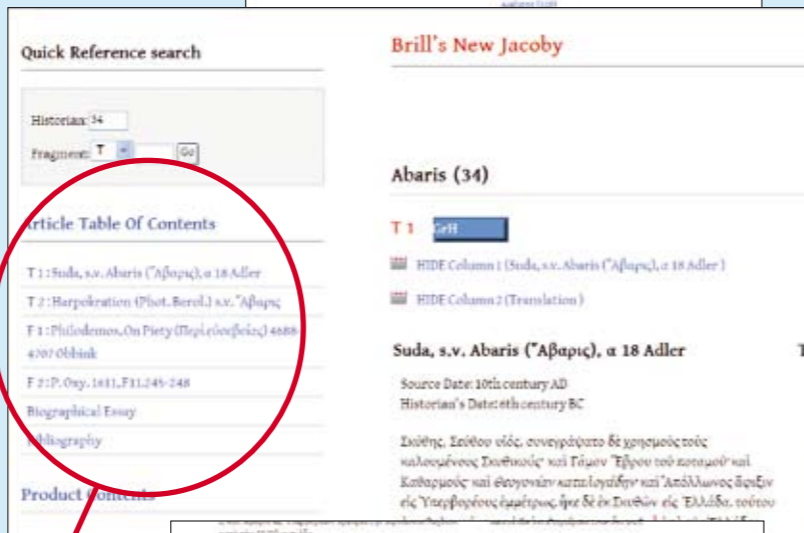 Quick Reference search
Historian: 34
Fragment: T Go
Article Table Of Contents
T 1: Suda, s.v. Abaris (Ἄβαρις), α 18 Adler
T 2: Harpokration (Phot. Berol.) s.v. Ἄβαρις
F 1: Philodemos, On Piety (Περὶ εὐσεβείας) 4688-
4707 Obbink
F 2: P. Oxy. 1611, F11.245-248
Biographical Essay
Bibliography
Product Contents
Brill's New Jacoby
Abaris (34)
T 1 GrH
HIDE Column 1 (Suda, s.v. Abaris (Ἄβαρις), α 18 Adler )
HIDE Column 2 (Translation )
Suda, s.v. Abaris (Ἄβαρις), α 18 Adler
T
Source Date: 10th century AD
Historian's Date: 6th century BC
Σκύθης, Σεύθου υἱός. συνεγράψατο δὲ χρησμοὺς τοὺς
καλουμένους Σκυθικούς· καὶ Γάμον Ἕβρου τοῦ ποταμοῦ· καὶ
Καθαρμούς· καὶ Θεογονίαν καταλογάδην· καὶ Ἀπόλλωνος ἄφιξιν
εἰς Ὑπερβορέους ἐμμέτρως. ἧκε δὲ ἐκ Σκυθῶν εἰς Ἑλλάδα. τούτου